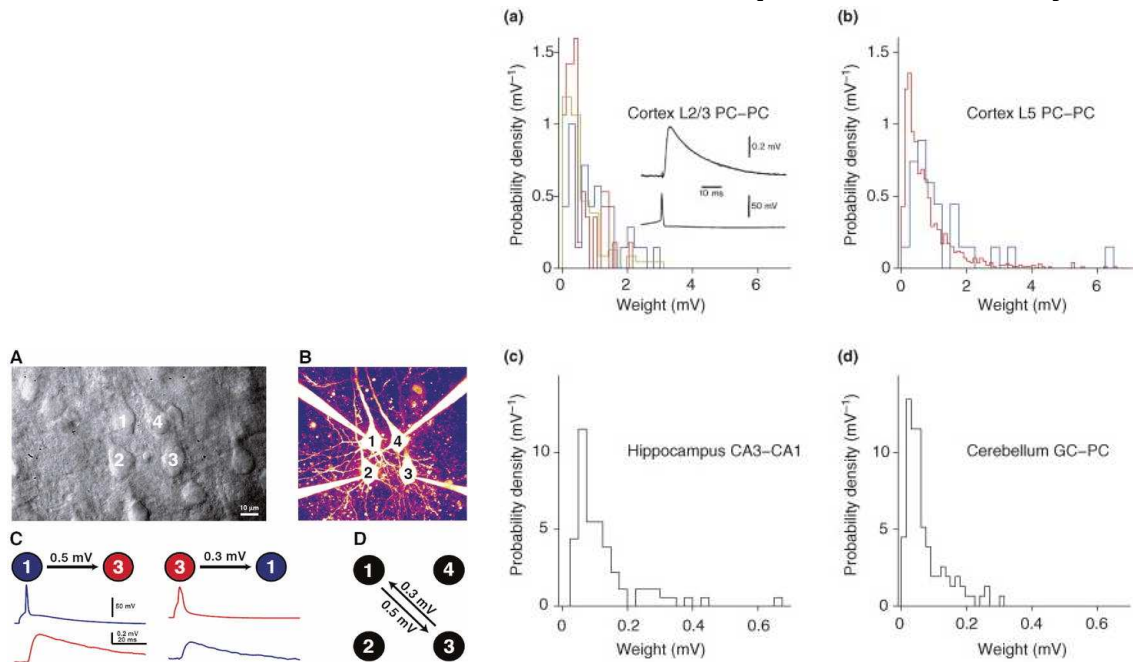 (a)
Probability density (mV⁻¹)
1.5
1
0.5
0
Cortex L2/3 PC–PC
0.2 mV
10 ms
50 mV
0 2 4 6
Weight (mV)
(b)
Probability density (mV⁻¹)
1.5
1
0.5
0
Cortex L5 PC–PC
0 2 4 6
Weight (mV)
A
1 4
2 3
10 µm
B
1 4
2 3
C
1 0.5 mV 3
3 0.3 mV 1
50 mV
0.2 mV
20 ms
D
1 4
0.3 mV
0.5 mV
2 3
(c)
Probability density (mV⁻¹)
10
5
0
Hippocampus CA3–CA1
0 0.2 0.4 0.6
Weight (mV)
(d)
Probability density (mV⁻¹)
10
5
0
Cerebellum GC–PC
0 0.2 0.4 0.6
Weight (mV)